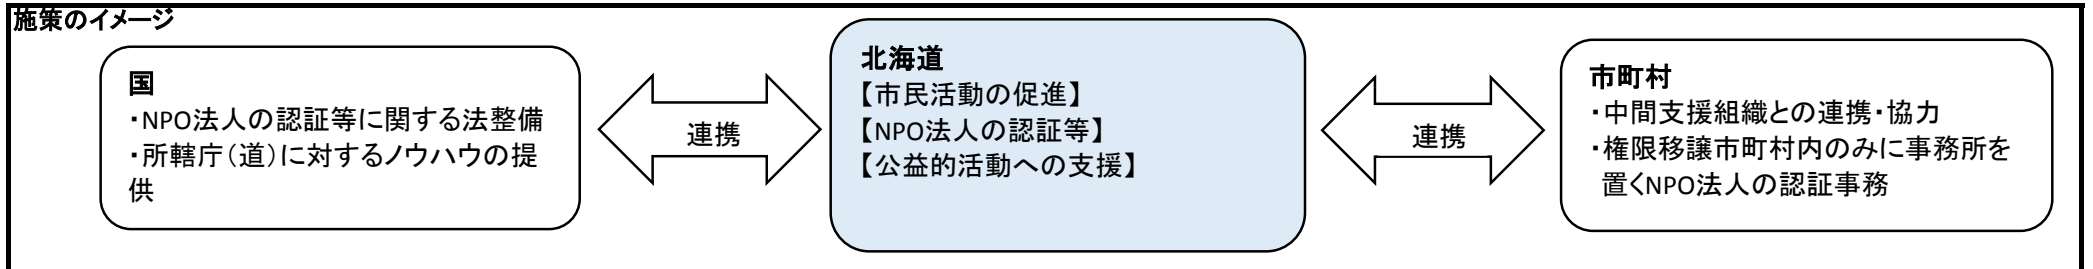 施策のイメージ
国
・NPO法人の認証等に関する法整備
・所轄庁（道）に対するノウハウの提
供
連携
北海道
【市民活動の促進】
【NPO法人の認証等】
【公益的活動への支援】
連携
市町村
・中間支援組織との連携・協力
・権限移譲市町村内のみに事務所を
置くNPO法人の認証事務